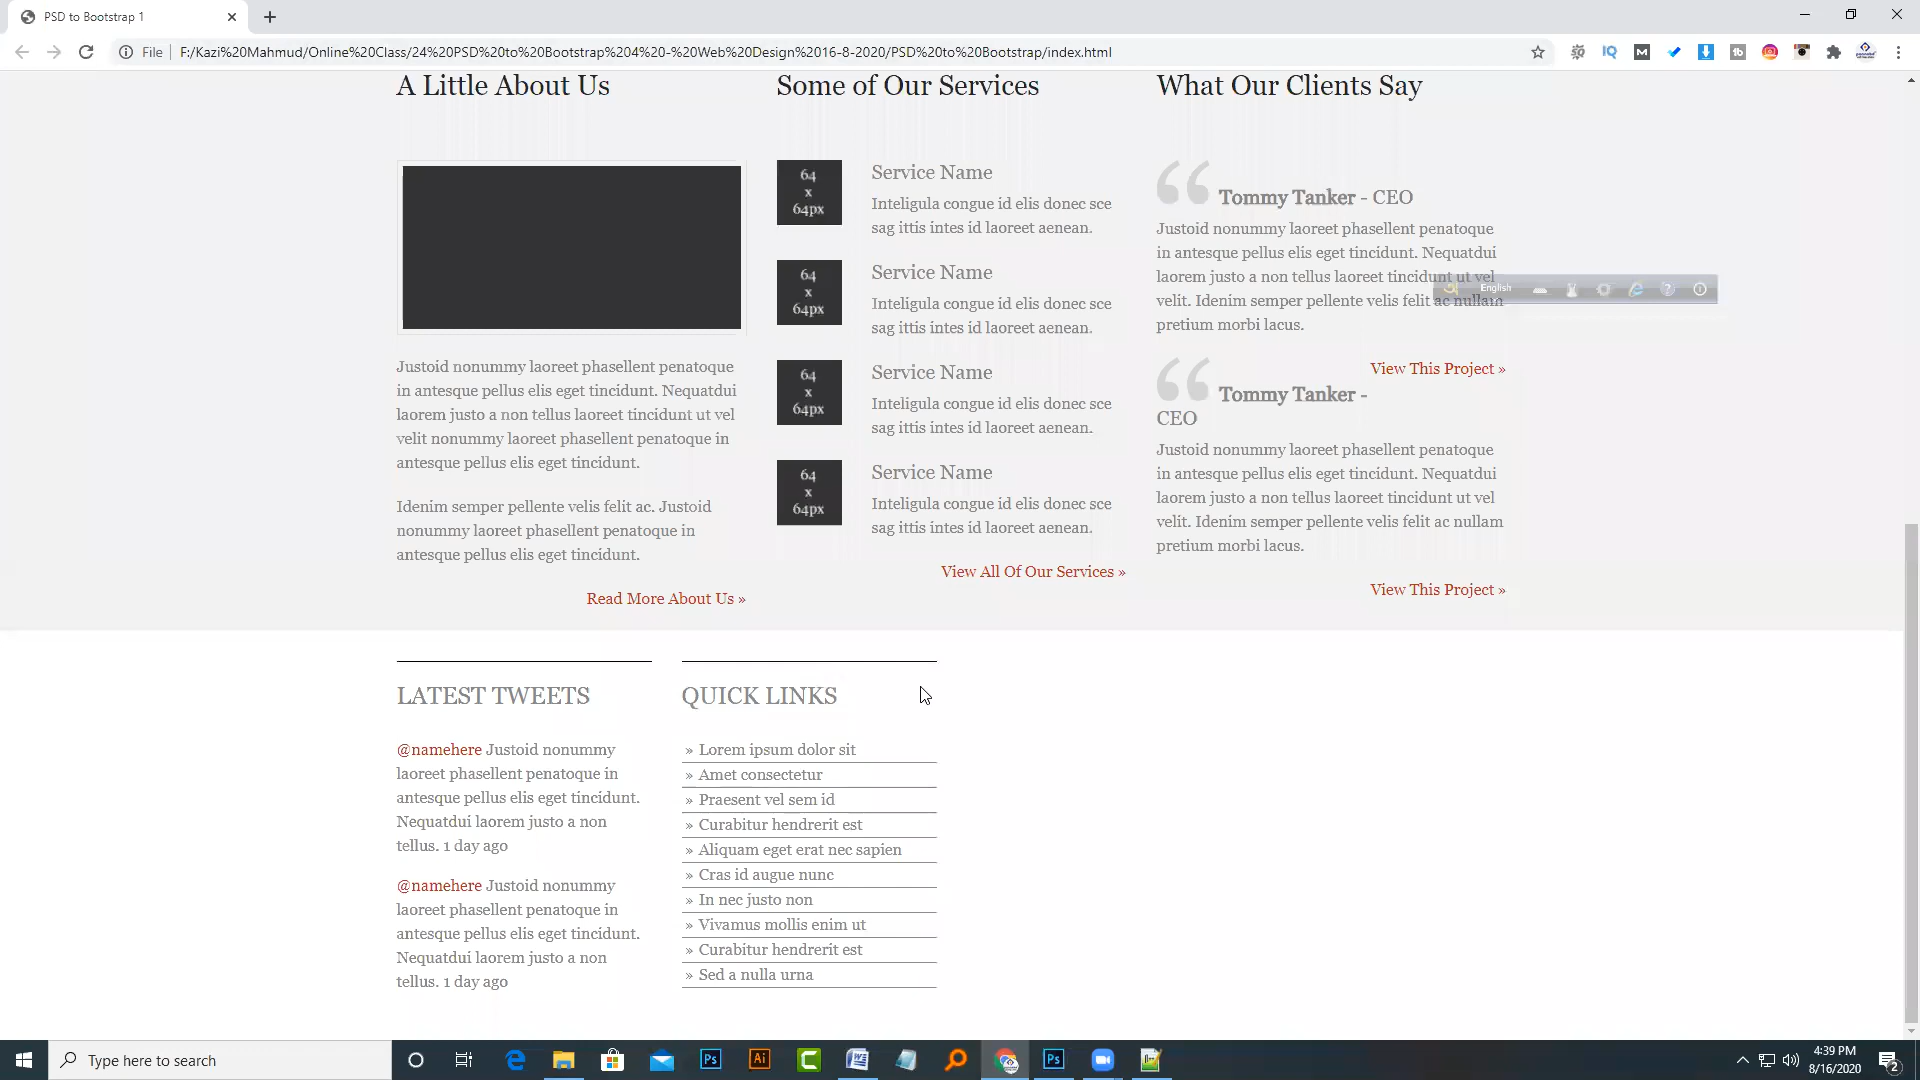 PSD to Bootstrap 1
File
F:/Kazi%20Mahmud/Online%20Class/24%20PSD%20to%20Bootstrap%204%20-%20Web%20Design%2016-8-2020/PSD%20to%20Bootstrap/index.html
A Little About Us
Justoid nonummy laoreet phasellent penatoque
in antesque pellus elis eget tincidunt. Nequatdui
laorem justo a non tellus laoreet tincidunt ut vel
velit nonummy laoreet phasellent penatoque in
antesque pellus elis eget tincidunt.
Idenim semper pellente velis felit ac. Justoid
nonummy laoreet phasellent penatoque in
antesque pellus elis eget tincidunt.
Read More About Us »
Some of Our Services
64
x
64px
Service Name
Inteligula congue id elis donec sce
sag ittis intes id laoreet aenean.
64
x
64px
Service Name
Inteligula congue id elis donec sce
sag ittis intes id laoreet aenean.
64
x
64px
Service Name
Inteligula congue id elis donec sce
sag ittis intes id laoreet aenean.
64
x
64px
Service Name
Inteligula congue id elis donec sce
sag ittis intes id laoreet aenean.
View All Of Our Services »
What Our Clients Say
Tommy Tanker - CEO
Justoid nonummy laoreet phasellent penatoque
in antesque pellus elis eget tincidunt. Nequatdui
laorem justo a non tellus laoreet tincidunt ut vel
velit. Idenim semper pellente velis felit ac nullam
pretium morbi lacus.
View This Project »
Tommy Tanker -
CEO
Justoid nonummy laoreet phasellent penatoque
in antesque pellus elis eget tincidunt. Nequatdui
laorem justo a non tellus laoreet tincidunt ut vel
velit. Idenim semper pellente velis felit ac nullam
pretium morbi lacus.
View This Project »
English
LATEST TWEETS
@namehere Justoid nonummy
laoreet phasellent penatoque in
antesque pellus elis eget tincidunt.
Nequatdui laorem justo a non
tellus. 1 day ago
@namehere Justoid nonummy
laoreet phasellent penatoque in
antesque pellus elis eget tincidunt.
Nequatdui laorem justo a non
tellus. 1 day ago
QUICK LINKS
» Lorem ipsum dolor sit
» Amet consectetur
» Praesent vel sem id
» Curabitur hendrerit est
» Aliquam eget erat nec sapien
» Cras id augue nunc
» In nec justo non
» Vivamus mollis enim ut
» Curabitur hendrerit est
» Sed a nulla urna
Type here to search
4:39 PM
8/16/2020
2